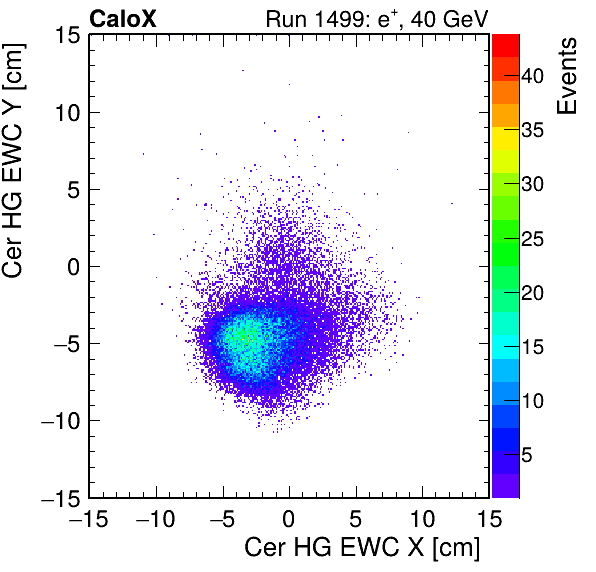 CaloX
Run 1499: e+, 40 GeV
Cer HG EWC Y [cm]
15
10
5
0
−5
−10
−15
−15 −10 −5 0 5 10 15
Cer HG EWC X [cm]
Events
40
35
30
25
20
15
10
5